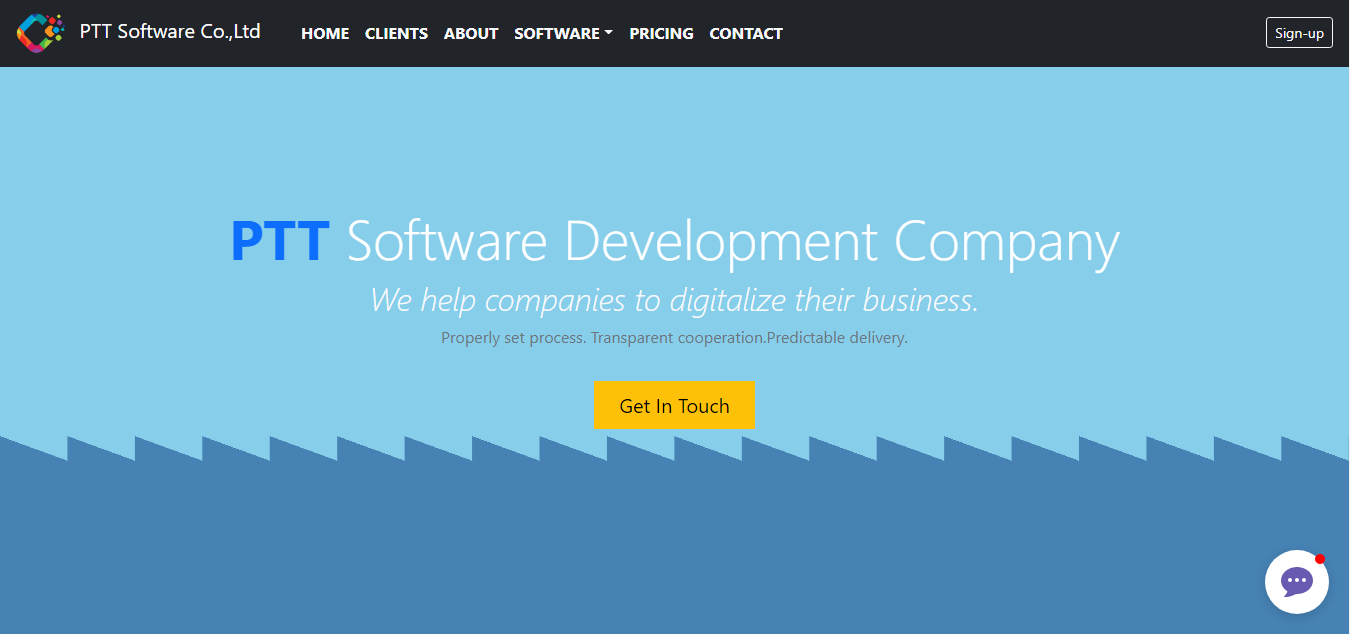 PTT Software Co.,Ltd
HOME CLIENTS ABOUT SOFTWARE PRICING CONTACT
Sign-up
PTT Software Development Company
We help companies to digitalize their business.
Properly set process. Transparent cooperation.Predictable delivery.
Get In Touch